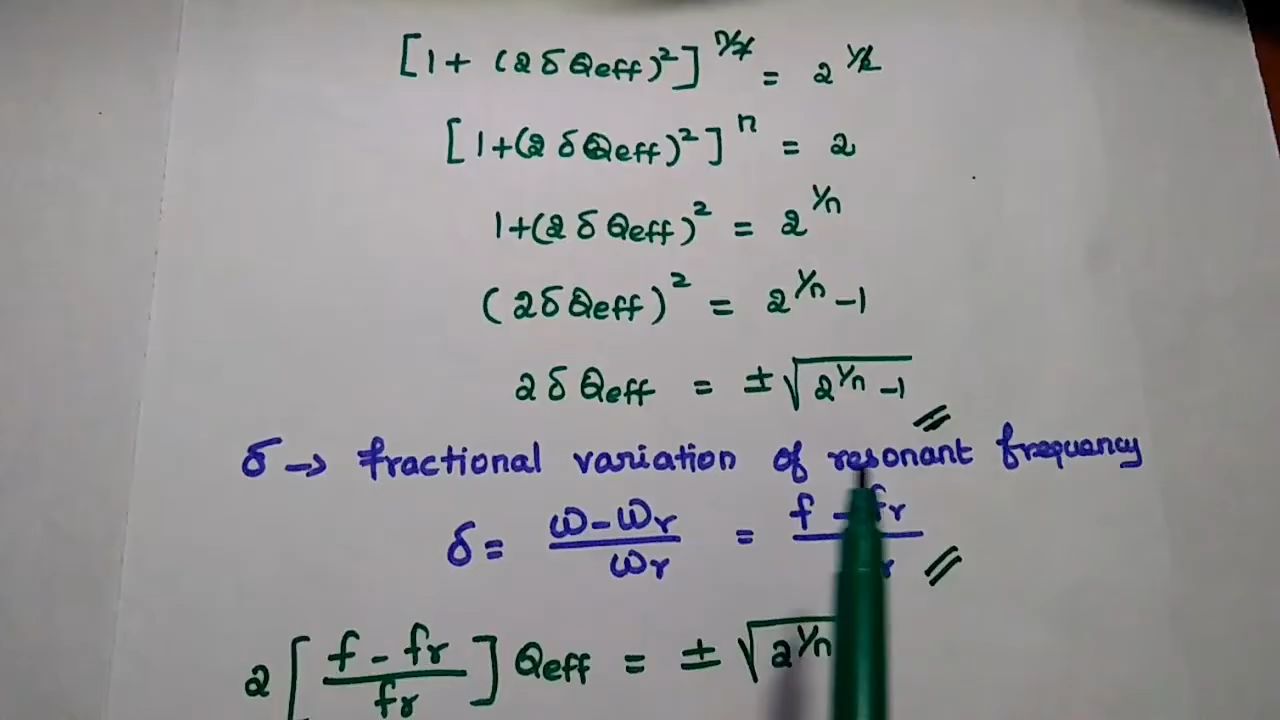 [1 + (2δQeff)²]^n/2 = 2^1/2
[1+(2δQeff)²]^n = 2
1+(2δQeff)² = 2^1/n
(2δQeff)² = 2^1/n -1
2δQeff = ±√(2^1/n -1)
δ → fractional variation of resonant frequency
δ = (ω-ωr)/ωr = (f - fr)/r
2[(f - fr)/fr] Qeff = ±√2^1/n